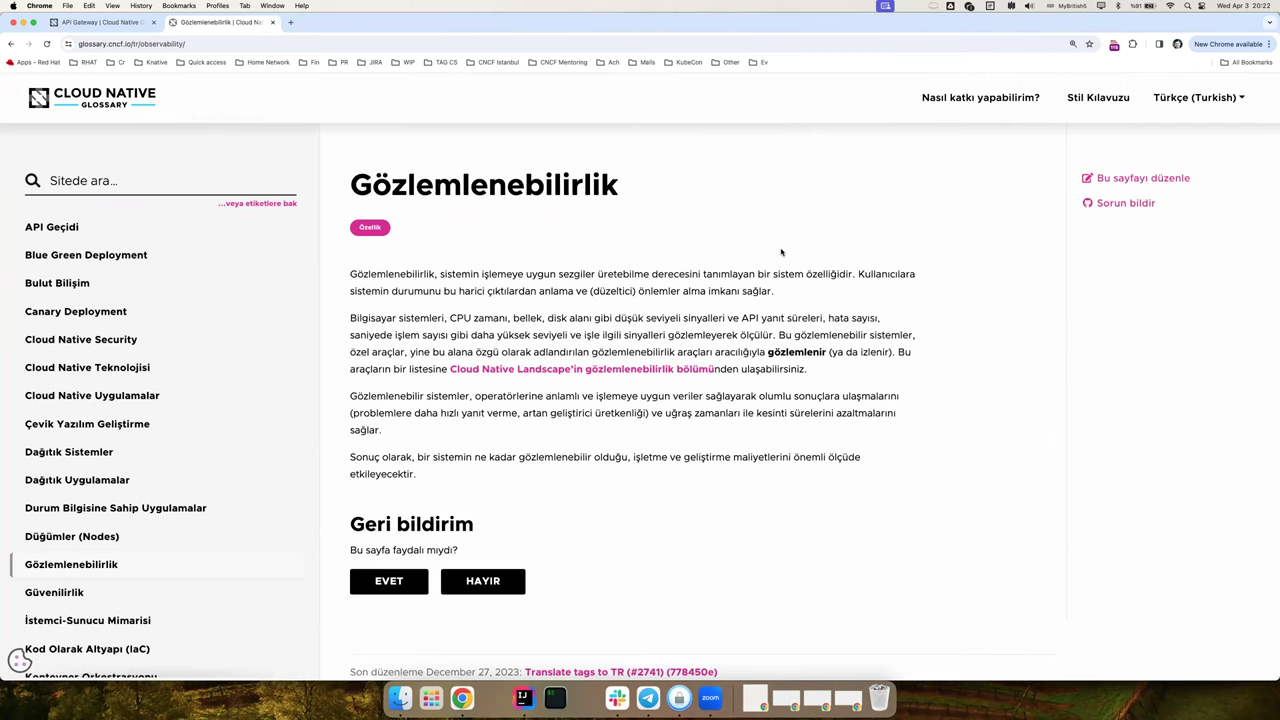 Chrome File Edit View History Bookmarks Profiles Tab Window Help
%91 MyBritish5 Wed Apr 3 20:22
API Gateway | Cloud Native G
Gözlemlenebilirlik | Cloud Na
glossary.cncf.io/tr/observability/
New Chrome available
Apps - Red Hat RHAT Cr Knative Quick access Home Network Fin PR JIRA WIP TAG CS CNCF Istanbul CNCF Mentoring Ach Mails KubeCon Other Ev All Bookmarks
CLOUD NATIVE
GLOSSARY
Nasıl katkı yapabilirim? Stil Kılavuzu Türkçe (Turkish)
Sitede ara...
...veya etiketlere bak
API Geçidi
Blue Green Deployment
Bulut Bilişim
Canary Deployment
Cloud Native Security
Cloud Native Teknolojisi
Cloud Native Uygulamalar
Çevik Yazılım Geliştirme
Dağıtık Sistemler
Dağıtık Uygulamalar
Durum Bilgisine Sahip Uygulamalar
Düğümler (Nodes)
Gözlemlenebilirlik
Güvenilirlik
İstemci-Sunucu Mimarisi
Kod Olarak Altyapı (IaC)
Konteyner Orkestrasyonu
Gözlemlenebilirlik
Özellik
Gözlemlenebilirlik, sistemin işlemeye uygun sezgiler üretebilme derecesini tanımlayan bir sistem özelliğidir. Kullanıcılara
sistemin durumunu bu harici çıktılardan anlama ve (düzeltici) önlemler alma imkanı sağlar.
Bilgisayar sistemleri, CPU zamanı, bellek, disk alanı gibi düşük seviyeli sinyalleri ve API yanıt süreleri, hata sayısı,
saniyede işlem sayısı gibi daha yüksek seviyeli ve işle ilgili sinyalleri gözlemleyerek ölçülür. Bu gözlemlenebilir sistemler,
özel araçlar, yine bu alana özgü olarak adlandırılan gözlemlenebilirlik araçları aracılığıyla gözlemlenir (ya da izlenir). Bu
araçların bir listesine Cloud Native Landscape'in gözlemlenebilirlik bölümünden ulaşabilirsiniz.
Gözlemlenebilir sistemler, operatörlerine anlamlı ve işlemeye uygun veriler sağlayarak olumlu sonuçlara ulaşmalarını
(problemlere daha hızlı yanıt verme, artan geliştirici üretkenliği) ve uğraş zamanları ile kesinti sürelerini azaltmalarını
sağlar.
Sonuç olarak, bir sistemin ne kadar gözlemlenebilir olduğu, işletme ve geliştirme maliyetlerini önemli ölçüde
etkileyecektir.
Geri bildirim
Bu sayfa faydalı mıydı?
EVET HAYIR
Son düzenleme December 27, 2023: Translate tags to TR (#2741) (778450e)
Bu sayfayı düzenle
Sorun bildir
zoom